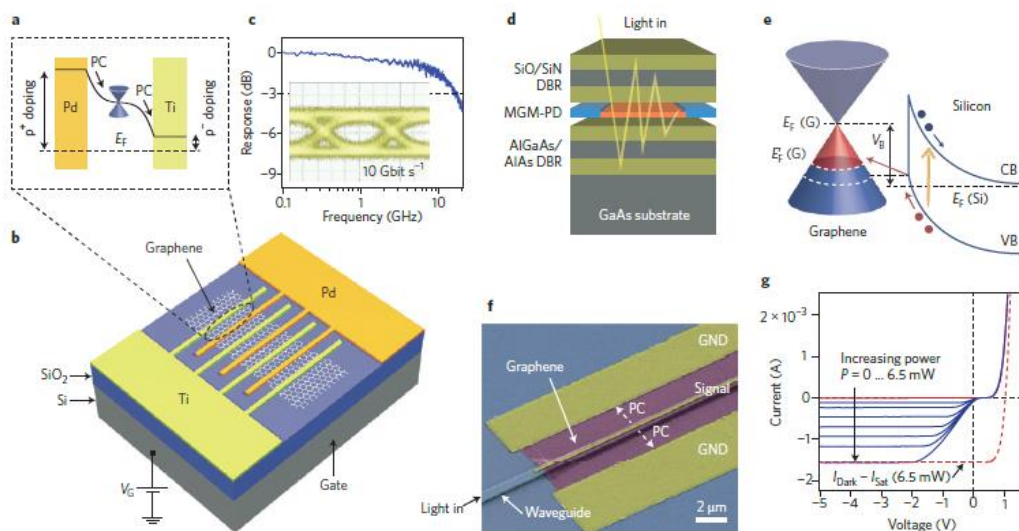 a
PC
Pd
p+ doping
EF
PC
Ti
p− doping
b
Graphene
Pd
SiO2
Si
Ti
VG
Gate
c
Response (dB)
0
−3
−6
−9
10 Gbit s−1
0.1
1
10
Frequency (GHz)
d
Light in
SiO/SiN
DBR
MGM-PD
AlGaAs/
AlAs DBR
GaAs substrate
e
Silicon
EF (G)
VB
EF (G)
CB
EF (Si)
Graphene
VB
f
GND
Graphene
Signal
PC
PC
GND
Light in
Waveguide
2 μm
g
2 × 10−3
Current (A)
Increasing power
P = 0 ... 6.5 mW
0
−1
−2
IDark − ISat (6.5 mW)
−5
−4
−3
−2
−1
0
1
Voltage (V)